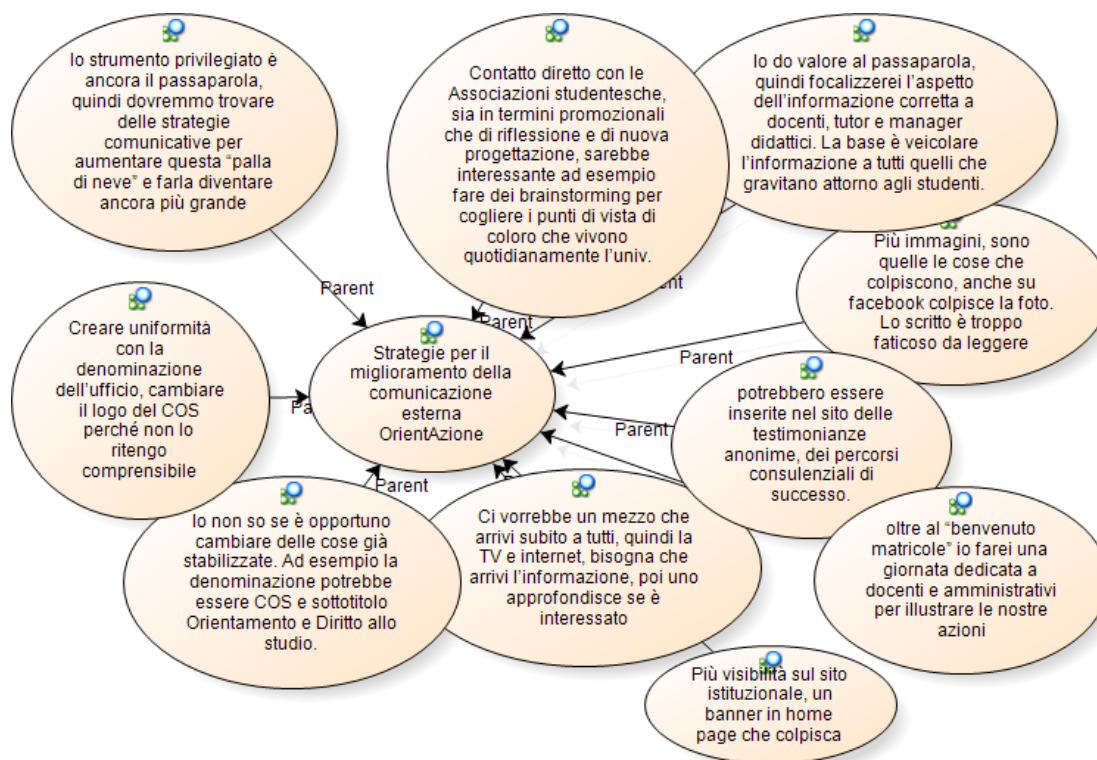 Io strumento privilegiato è
ancora il passaparola,
quindi dovremmo trovare
delle strategie
comunicative per
aumentare questa “palla
di neve” e farla diventare
ancora più grande
Contatto diretto con le
Associazioni studentesche,
sia in termini promozionali
che di riflessione e di nuova
progettazione, sarebbe
interessante ad esempio
fare dei brainstorming per
cogliere i punti di vista di
coloro che vivono
quotidianamente l’univ.
Io do valore al passaparola,
quindi focalizzerei l’aspetto
dell’informazione corretta a
docenti, tutor e manager
didattici. La base è veicolare
l’informazione a tutti quelli che
gravitano attorno agli studenti.
Più immagini, sono
quelle le cose che
colpiscono, anche su
facebook colpisce la foto.
Lo scritto è troppo
faticoso da leggere
Parent
Parent
Parent
Parent
Creare uniformità
con la
denominazione
dell’ufficio, cambiare
il logo del COS
perché non lo
ritengo
comprensibile
Strategie per il
miglioramento della
comunicazione
esterna
OrientAzione
potrebbero essere
inserite nel sito delle
testimonianze
anonime, dei percorsi
consulenziali di
successo.
Parent
Parent
Io non so se è opportuno
cambiare delle cose già
stabilizzate. Ad esempio la
denominazione potrebbe
essere COS e sottotitolo
Orientamento e Diritto allo
studio.
Ci vorrebbe un mezzo che
arrivi subito a tutti, quindi la
TV e internet, bisogna che
arrivi l’informazione, poi uno
approfondisce se è
interessato
oltre al “benvenuto
matricole” io farei una
giornata dedicata a
docenti e amministrativi
per illustrare le nostre
azioni
Più visibilità sul sito
istituzionale, un
banner in home
page che colpisca